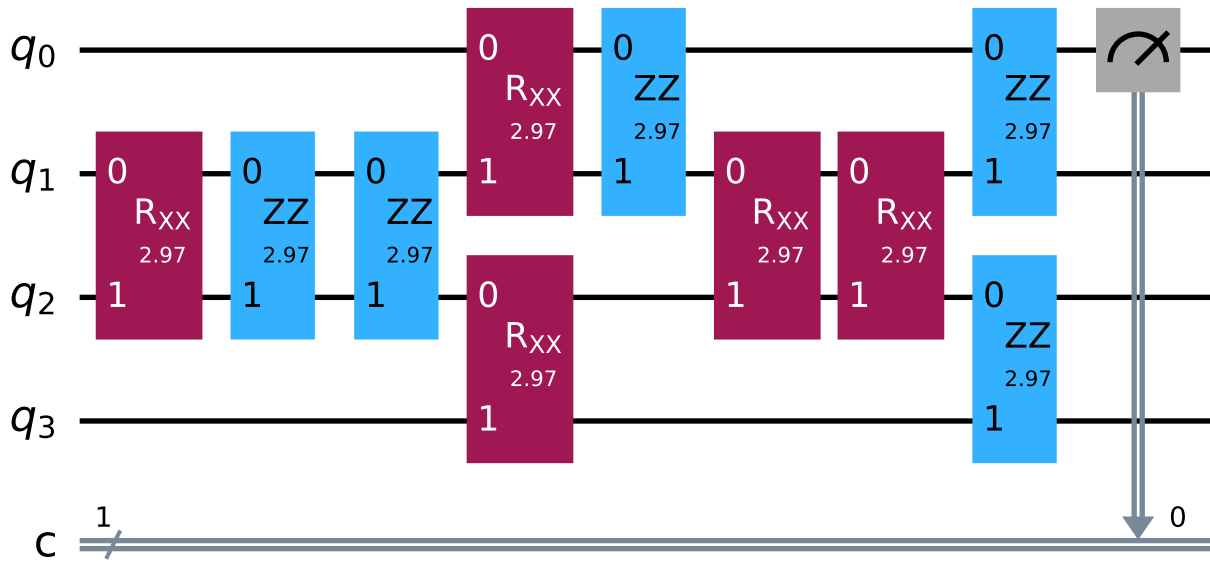 q0 0 0 0
RXX ZZ ZZ
2.97 2.97 2.97
q1 0 0 0 1 1 0 0 1
RXX ZZ ZZ RXX RXX
2.97 2.97 2.97 2.97 2.97
q2 1 1 1 0 1 1 0
RXX ZZ
2.97 2.97
q3 1 1
1 0
c